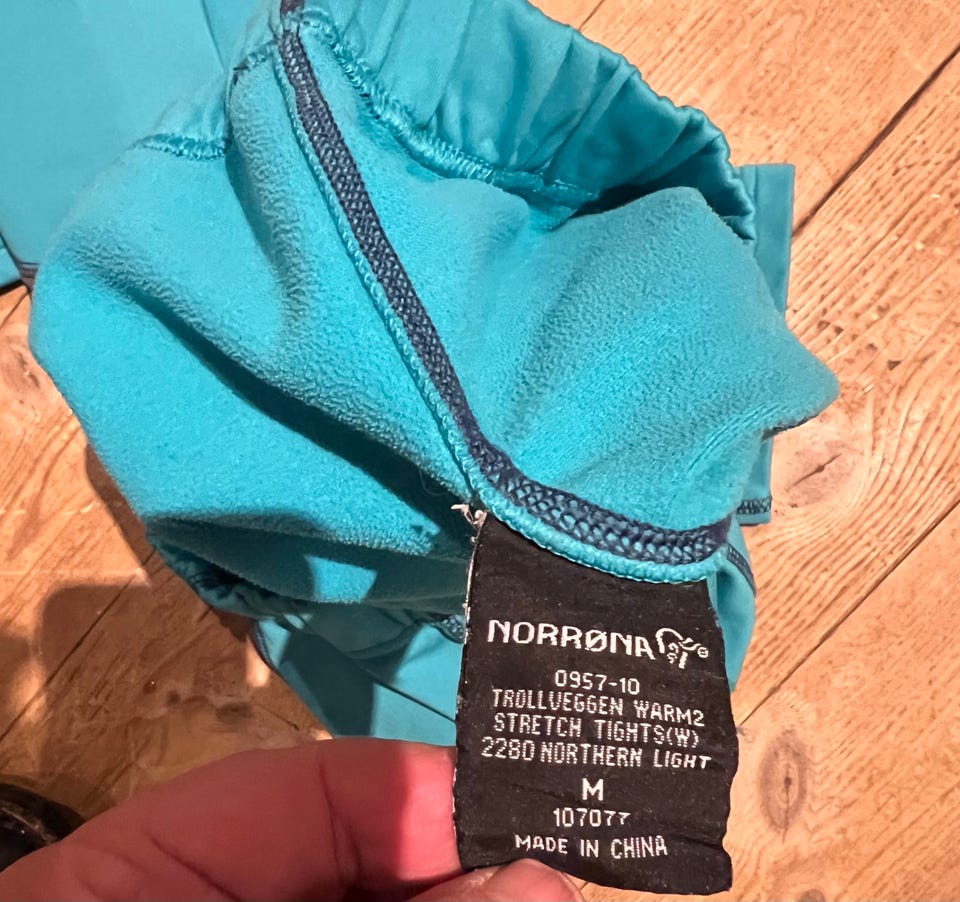 NORRØNA
0957-10
TROLLVEGGEN WARM2
STRETCH TIGHTS(W)
2280 NORTHERN LIGHT
M
107077
MADE IN CHINA